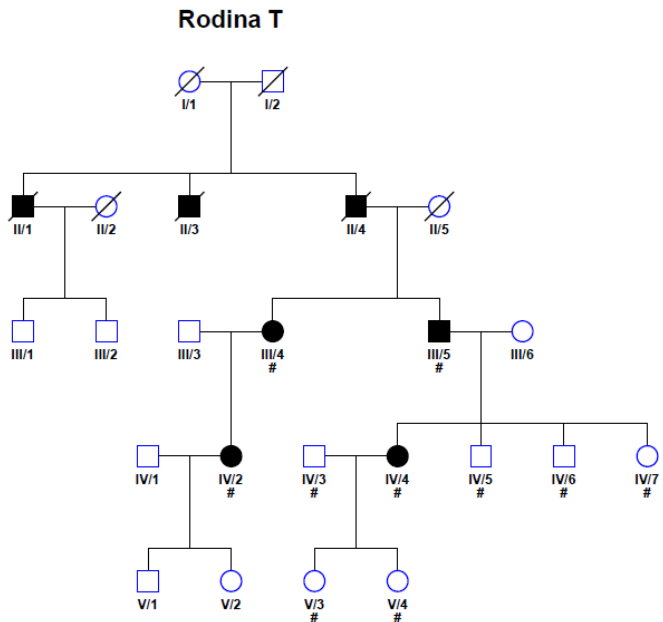 Rodina T
I/1 I/2
II/1 II/2 II/3 II/4 II/5
III/1 III/2 III/3 III/4 III/5 III/6
# #
IV/1 IV/2 IV/3 IV/4 IV/5 IV/6 IV/7
# # # # # #
V/1 V/2 V/3 V/4
# #